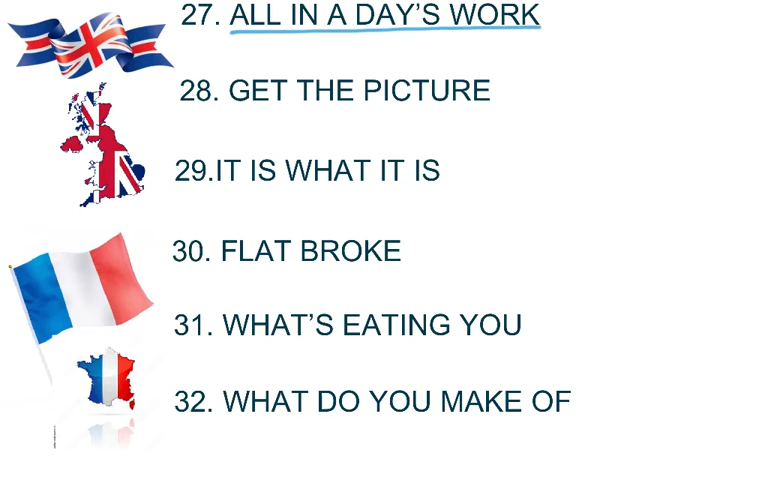 27. ALL IN A DAY’S WORK
28. GET THE PICTURE
29.IT IS WHAT IT IS
30. FLAT BROKE
31. WHAT’S EATING YOU
32. WHAT DO YOU MAKE OF